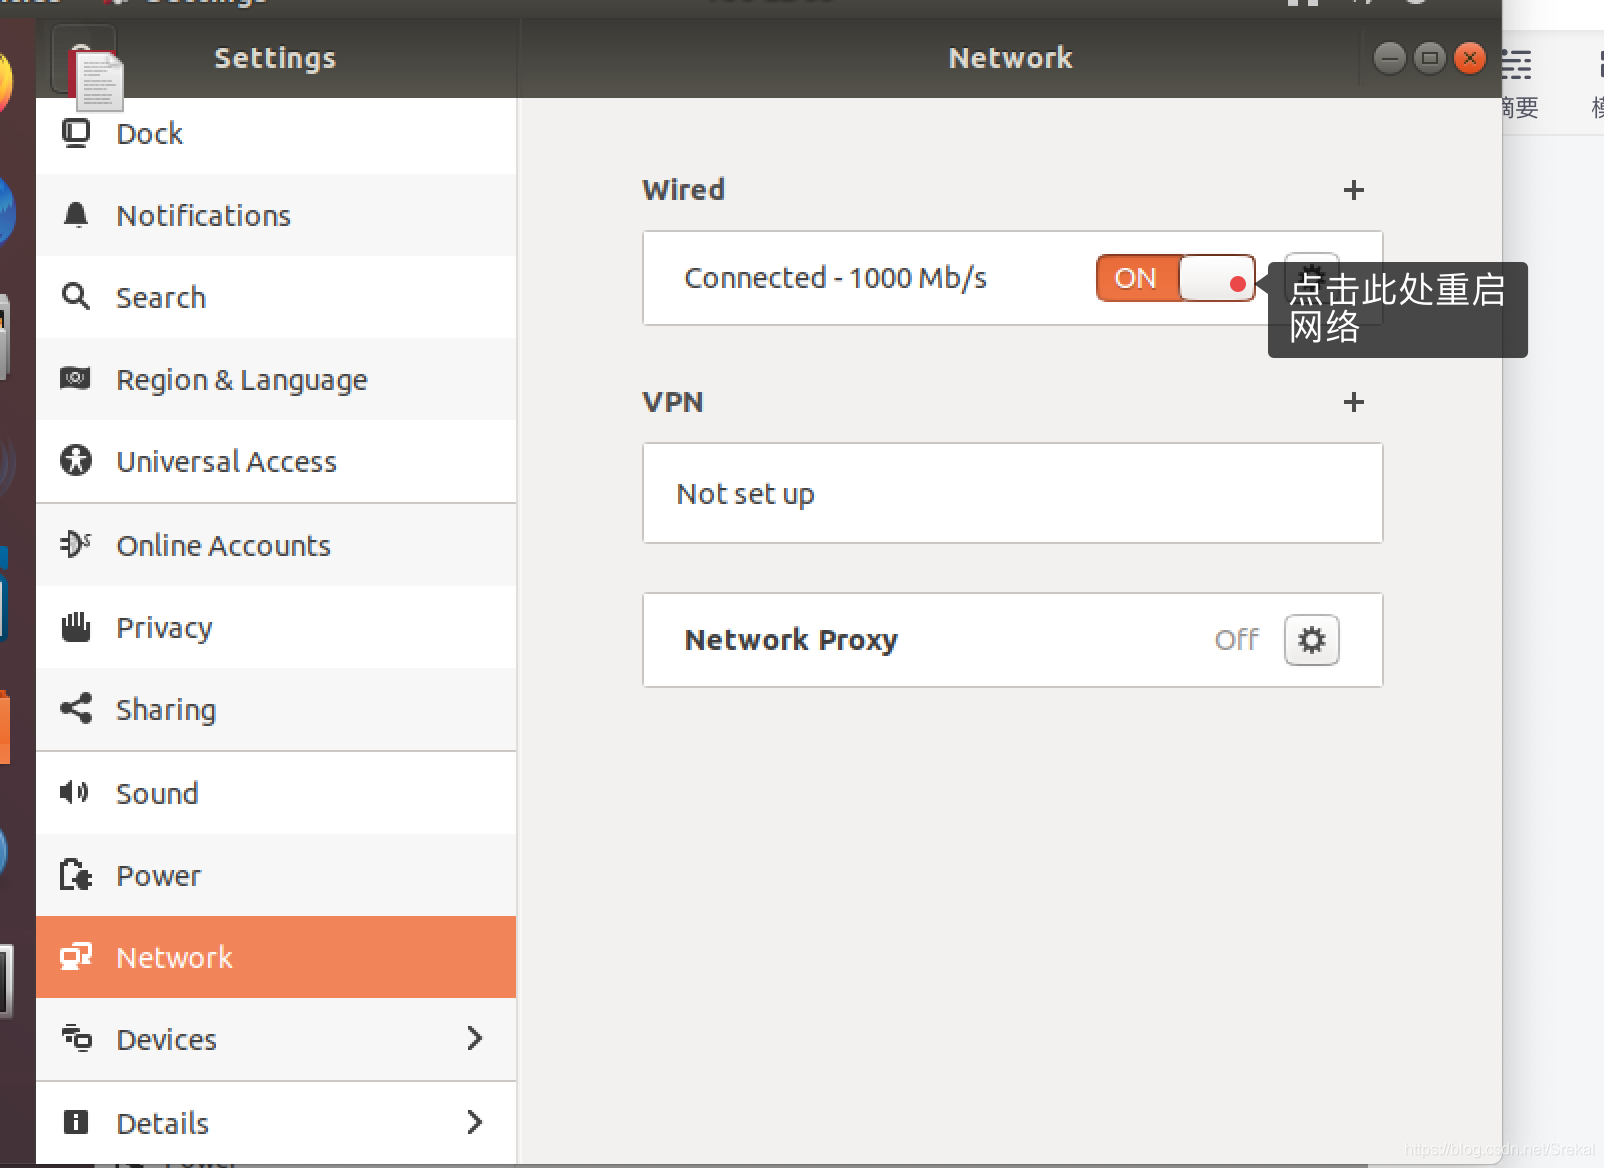 Settings
Network
摘要
Dock
Notifications
Search
Region & Language
Universal Access
Online Accounts
Privacy
Sharing
Sound
Power
Network
Devices
Details
Wired
Connected - 1000 Mb/s
ON
点击此处重启
网络
VPN
Not set up
Network Proxy
Off
https://blog.csdn.net/Srekai